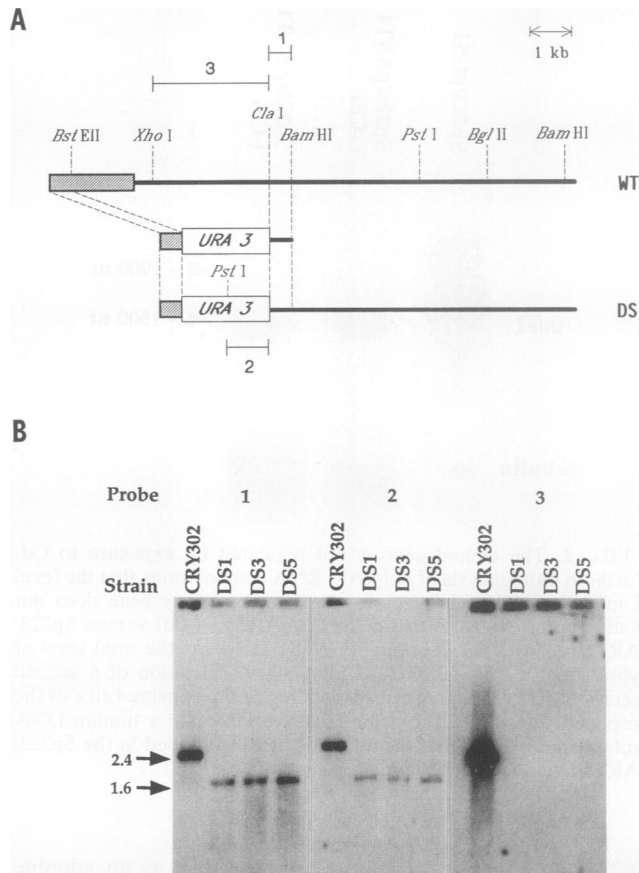 A
1
1 kb
3
Cla I
Bst EII
Xho I
Bam HI
Pst I
Bgl II
Bam HI
WT
URA 3
Pst I
URA 3
DS
2
B
Probe
1
2
3
Strain
CRY302
DS1
DS3
DS5
CRY302
DS1
DS3
DS5
CRY302
DS1
DS3
DS5
2.4
1.6